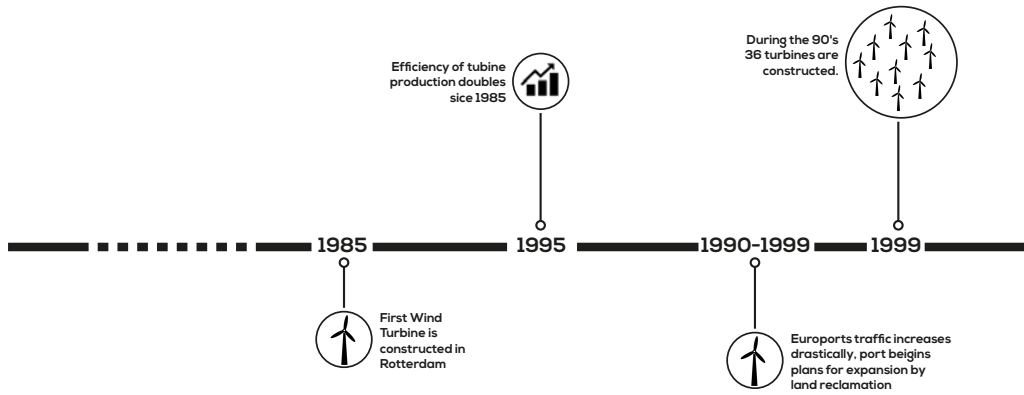 During the 90's
36 turbines are
constructed.
Efficiency of tubine
production doubles
sice 1985
1985
1995
1990-1999
1999
First Wind
Turbine is
constructed in
Rotterdam
Euroports traffic increases
drastically, port beigins
plans for expansion by
land reclamation